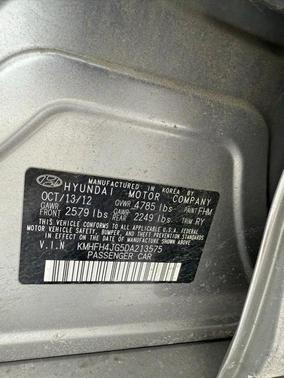 MANUFACTURED IN KOREA BY
HYUNDAI MOTOR COMPANY
OCT/13/12 GVWR 4785 lbs PAINT FHM
GAWR FRONT 2579 lbs GAWR REAR 2249 lbs TRIM RY
THIS VEHICLE CONFORMS TO ALL APPLICABLE U.S. FEDERAL
MOTOR VEHICLE SAFETY, BUMPER, AND THEFT PREVENTION STANDARDS
IN EFFECT ON THE DATE OF MANUFACTURE SHOWN ABOVE.
V.I.N KMHFH4JG5DA213575
PASSENGER CAR